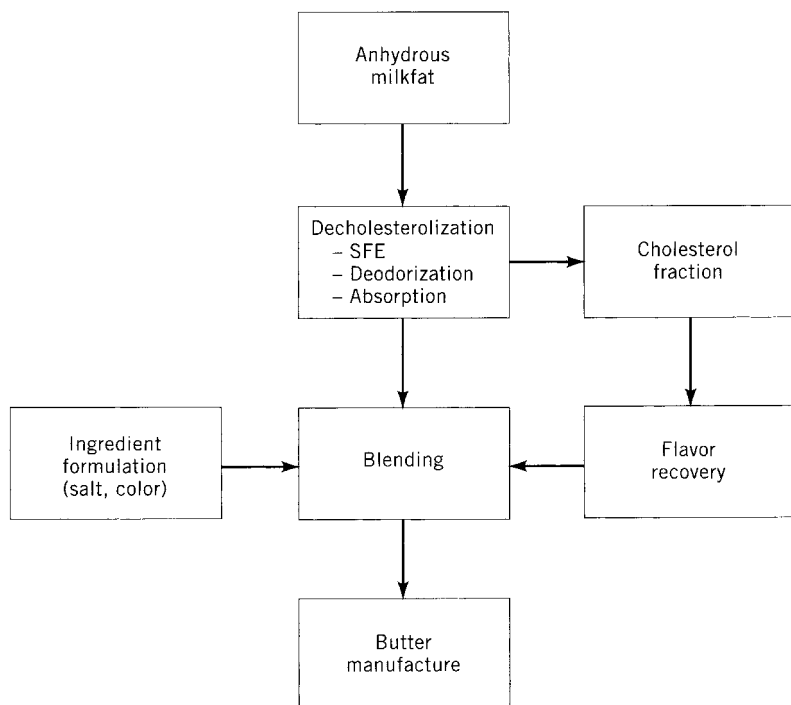 Anhydrous
milkfat
Decholesterolization
– SFE
– Deodorization
– Absorption
Cholesterol
fraction
Ingredient
formulation
(salt, color)
Blending
Flavor
recovery
Butter
manufacture